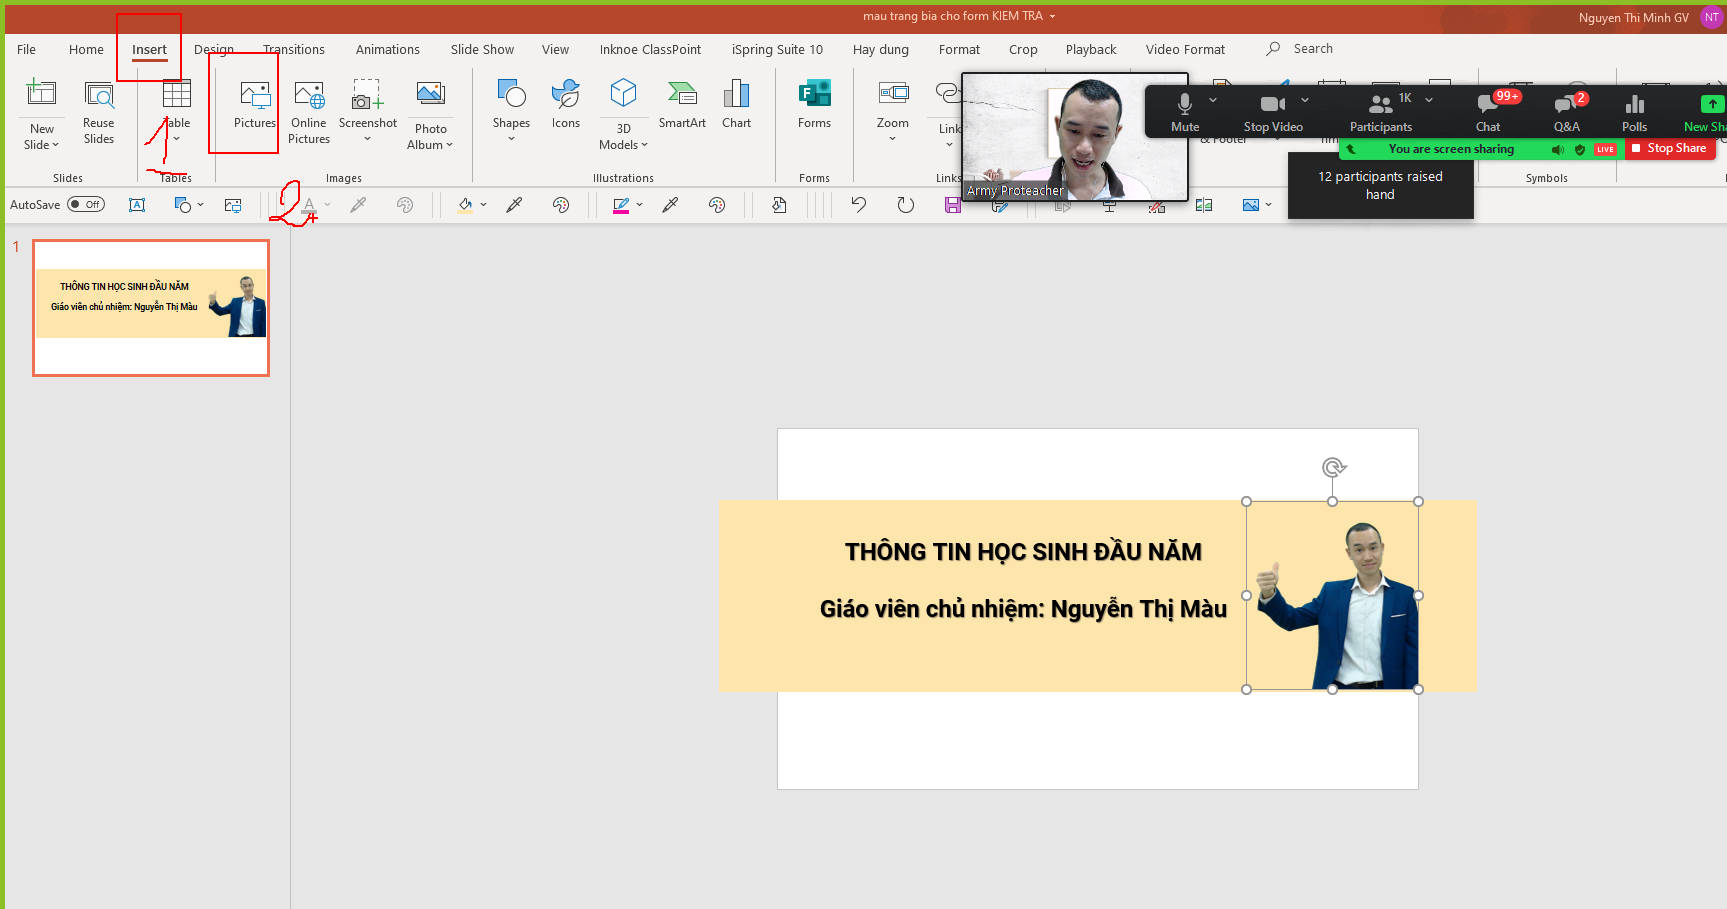 mau trang bia cho form KIEM TRA
Nguyen Thi Minh GV
NT
File Home Insert Design Transitions Animations Slide Show View Inknoe ClassPoint iSpring Suite 10 Hay dung Format Crop Playback Video Format Search
New Slide
Reuse Slides
Table
Pictures
Online Pictures
Screenshot
Photo Album
Shapes
Icons
3D Models
SmartArt
Chart
Forms
Zoom
Link
& Footer
Slides
Tables
Images
Illustrations
Forms
Links
Symbols
1
2
Army Proteacher
Mute
Stop Video
1K
Participants
99+
Chat
2
Q&A
Polls
New Sha
You are screen sharing
LIVE
Stop Share
12 participants raised
hand
AutoSave Off
1
THÔNG TIN HỌC SINH ĐẦU NĂM
Giáo viên chủ nhiệm: Nguyễn Thị Màu
THÔNG TIN HỌC SINH ĐẦU NĂM
Giáo viên chủ nhiệm: Nguyễn Thị Màu